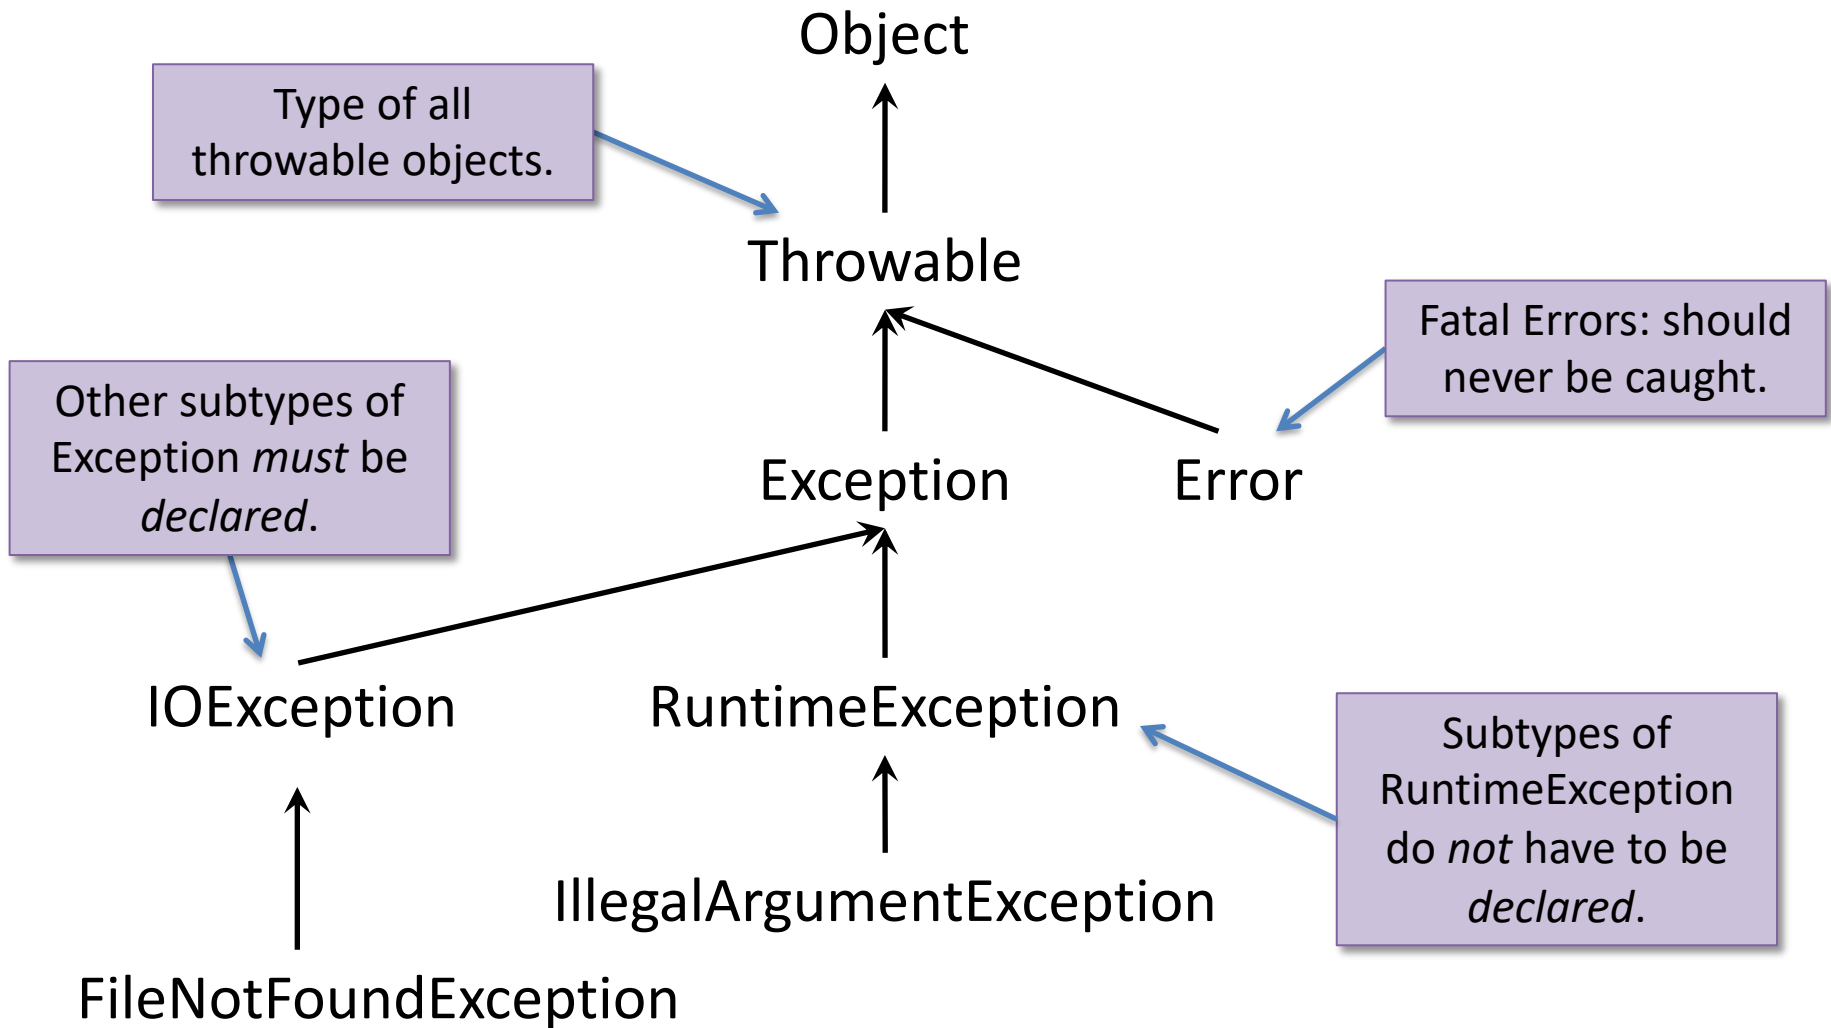 Object
Type of all
throwable objects.
Throwable
Fatal Errors: should
never be caught.
Other subtypes of
Exception must be
declared.
Exception
Error
IOException
RuntimeException
Subtypes of
RuntimeException
do not have to be
declared.
IllegalArgumentException
FileNotFoundException